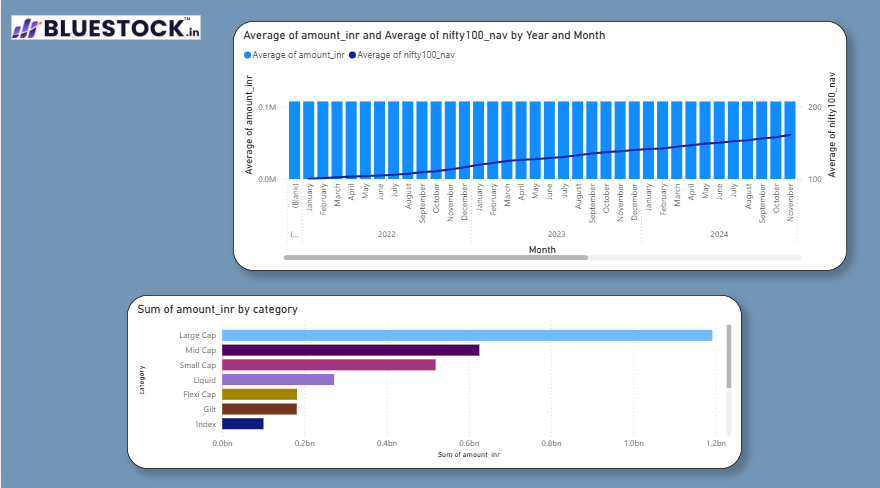 BLUESTOCK.in
TM
Average of amount_inr and Average of nifty100_nav by Year and Month
Average of amount_inr Average of nifty100_nav
Average of amount_inr
0.1M
0.0M
200
100
Average of nifty100_nav
(Blank) January February March April May June July August September October November December January February March April May June July August September October November December January February March April May June July August September October November
(... 2022 2023 2024
Month
Sum of amount_inr by category
category
Large Cap
Mid Cap
Small Cap
Liquid
Flexi Cap
Gilt
Index
0.0bn 0.2bn 0.4bn 0.6bn 0.8bn 1.0bn 1.2bn
Sum of amount_inr